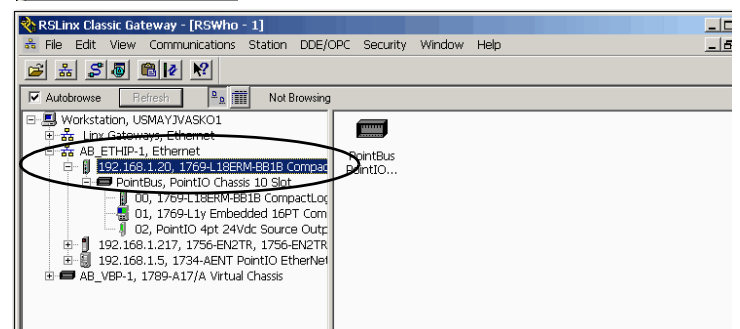 RSLinx Classic Gateway - [RSWho - 1]
File Edit View Communications Station DDE/OPC Security Window Help
Autobrowse Refresh Not Browsing
Workstation, USMAYJVASKO1
Linx Gateways, Ethernet
AB_ETHIP-1, Ethernet
192.168.1.20, 1769-L18ERM-BB1B Compac
PointBus, PointIO Chassis 10 Slot
00, 1769-L18ERM-BB1B CompactLog
01, 1769-L1y Embedded 16PT Com
02, PointIO 4pt 24Vdc Source Outp
192.168.1.217, 1756-EN2TR, 1756-EN2TR
192.168.1.5, 1734-AENT PointIO EtherNet
AB_VBP-1, 1789-A17/A Virtual Chassis
PointBus
PointIO...